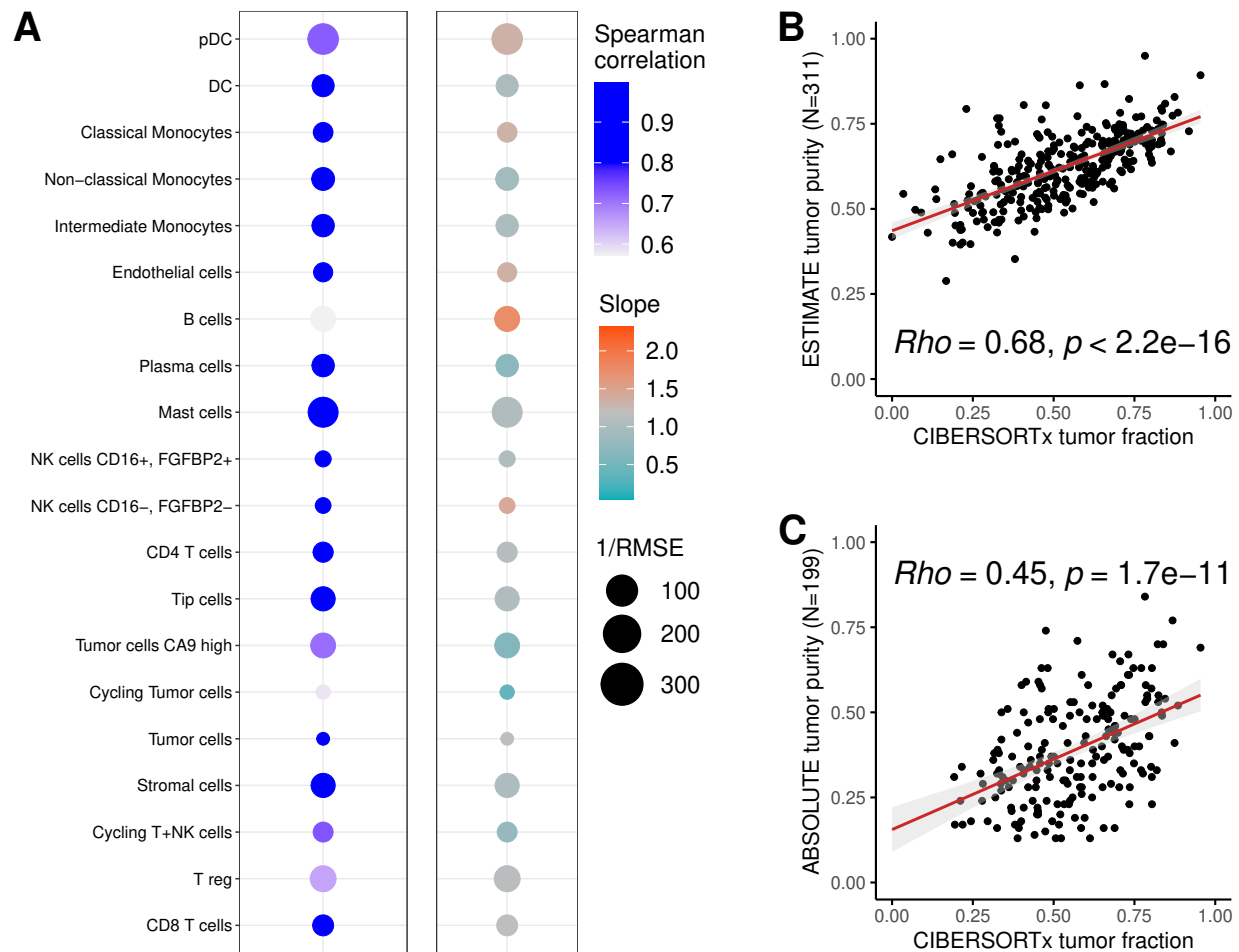 A
pDC
DC
Classical Monocytes
Non−classical Monocytes
Intermediate Monocytes
Endothelial cells
B cells
Plasma cells
Mast cells
NK cells CD16+, FGFBP2+
NK cells CD16−, FGFBP2−
CD4 T cells
Tip cells
Tumor cells CA9 high
Cycling Tumor cells
Tumor cells
Stromal cells
Cycling T+NK cells
T reg
CD8 T cells
Spearman
correlation
0.9
0.8
0.7
0.6
Slope
2.0
1.5
1.0
0.5
1/RMSE
100
200
300
B
ESTIMATE tumor purity (N=311)
1.00
0.75
0.50
0.25
0.00
Rho = 0.68, p < 2.2e−16
0.00 0.25 0.50 0.75 1.00
CIBERSORTx tumor fraction
C
ABSOLUTE tumor purity (N=199)
1.00
0.75
0.50
0.25
0.00
Rho = 0.45, p = 1.7e−11
0.00 0.25 0.50 0.75 1.00
CIBERSORTx tumor fraction